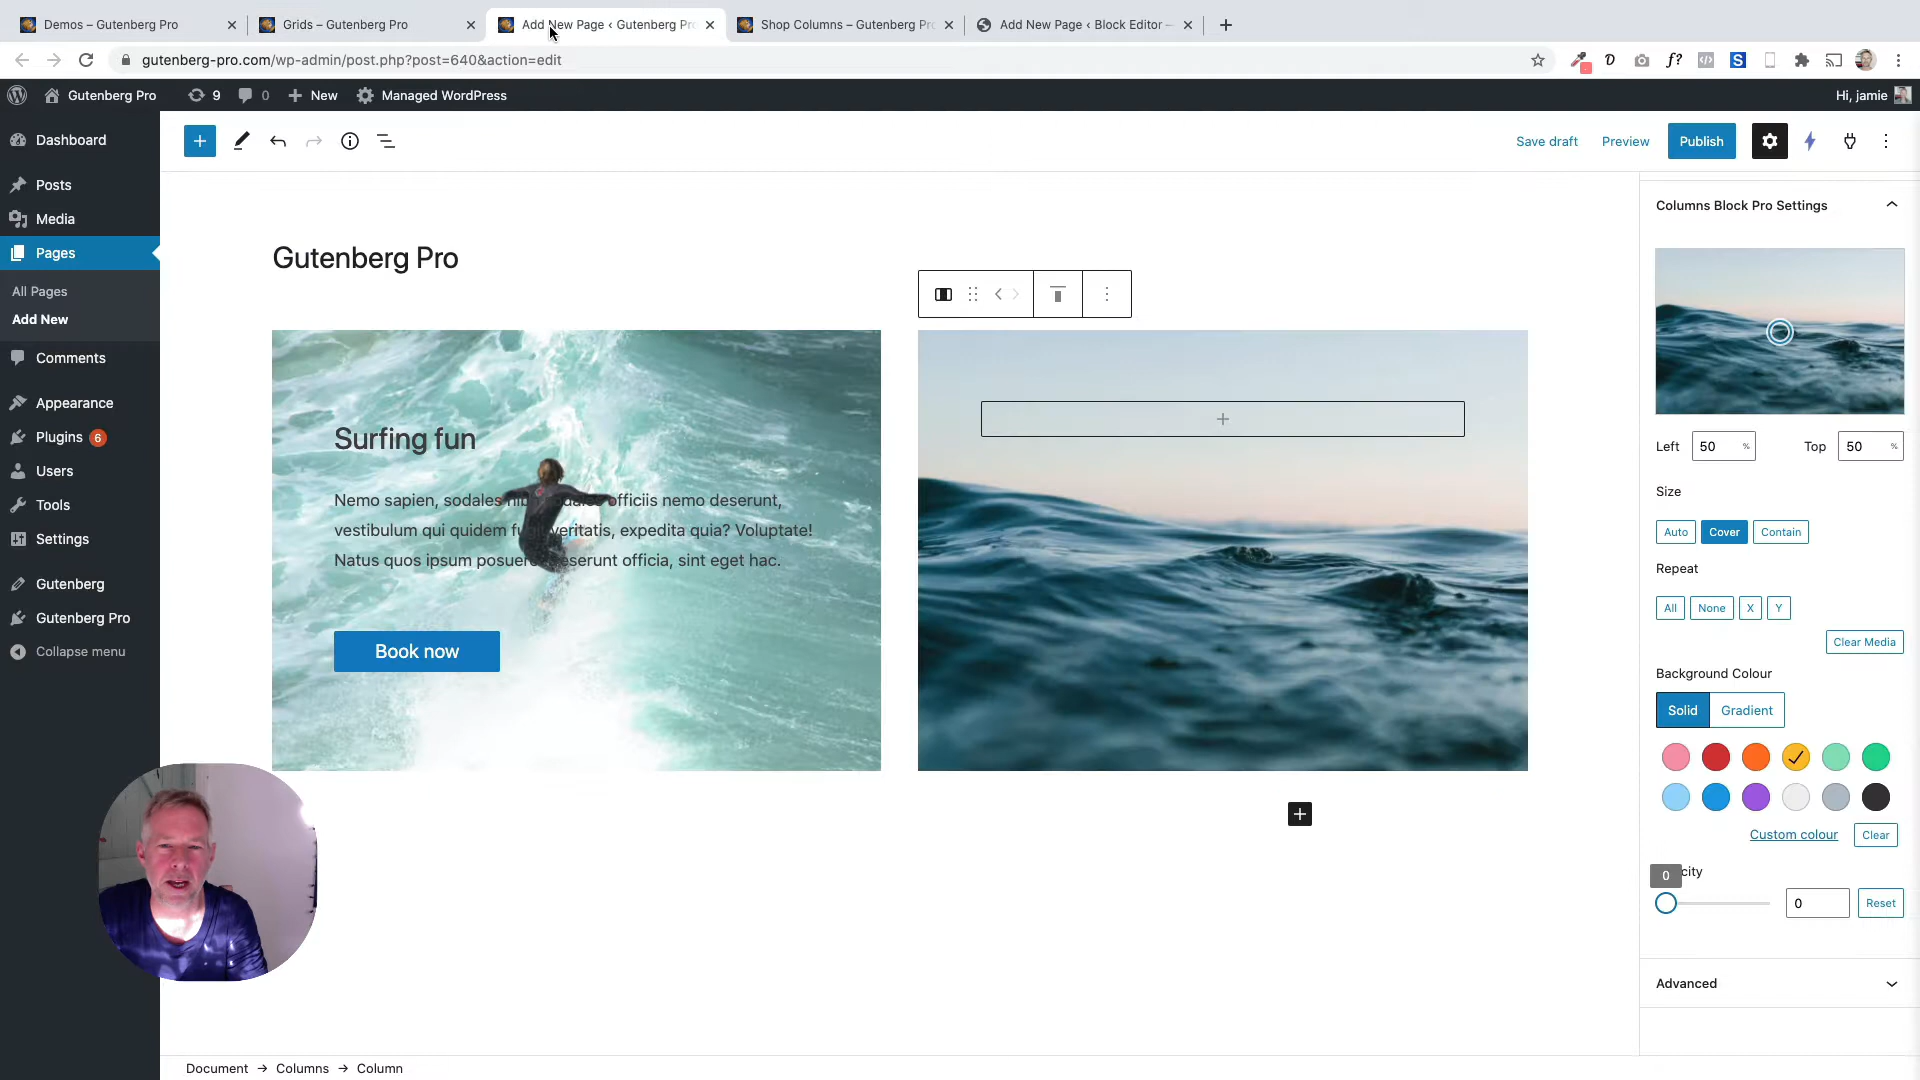 Demos – Gutenberg Pro
Grids – Gutenberg Pro
Add New Page ‹ Gutenberg Pro
Shop Columns – Gutenberg Pro
Add New Page ‹ Block Editor –
gutenberg-pro.com/wp-admin/post.php?post=640&action=edit
Gutenberg Pro
9
0
New
Managed WordPress
Hi, jamie
Dashboard
Posts
Media
Pages
All Pages
Add New
Comments
Appearance
Plugins 6
Users
Tools
Settings
Gutenberg
Gutenberg Pro
Collapse menu
Save draft
Preview
Publish
Gutenberg Pro
Surfing fun
Nemo sapien, sodales nibh sodales officiis nemo deserunt,
vestibulum qui quidem fugit veritatis, expedita quia? Voluptate!
Natus quos ipsum posuere deserunt officia, sint eget hac.
Book now
Columns Block Pro Settings
Left 50 % Top 50 %
Size
Auto Cover Contain
Repeat
All None X Y
Clear Media
Background Colour
Solid Gradient
Custom colour Clear
0 city
0 Reset
Advanced
Document → Columns → Column